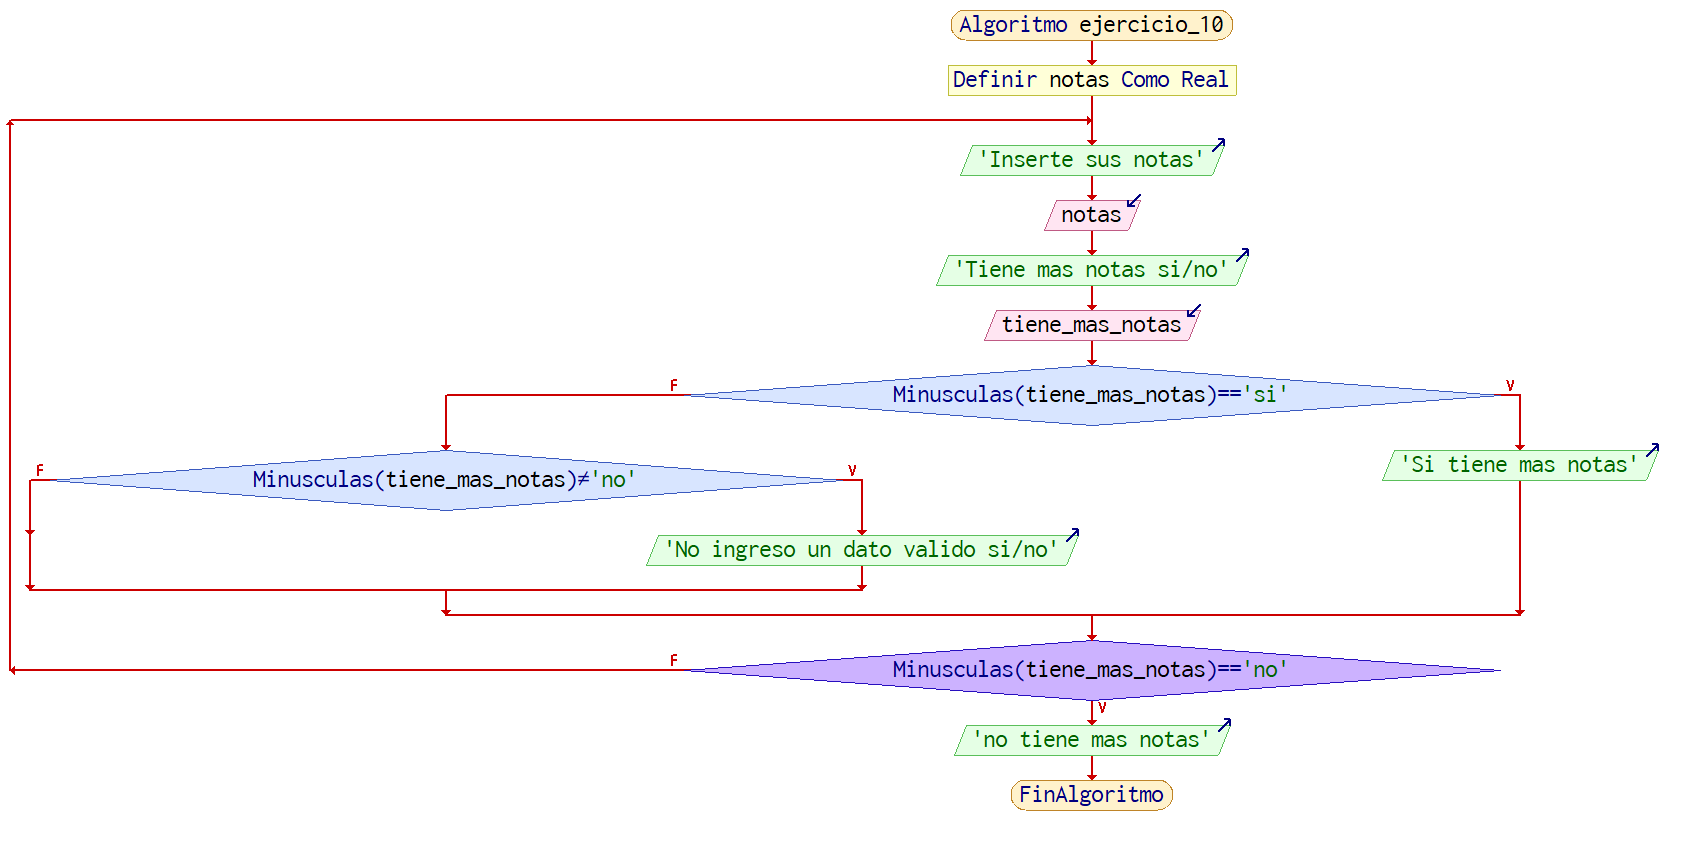 Algoritmo ejercicio_10
Definir notas Como Real
'Inserte sus notas'
notas
'Tiene mas notas si/no'
tiene_mas_notas
F
Minusculas(tiene_mas_notas)=='si'
V
F
Minusculas(tiene_mas_notas)≠'no'
V
'Si tiene mas notas'
'No ingreso un dato valido si/no'
F
Minusculas(tiene_mas_notas)=='no'
V
'no tiene mas notas'
FinAlgoritmo